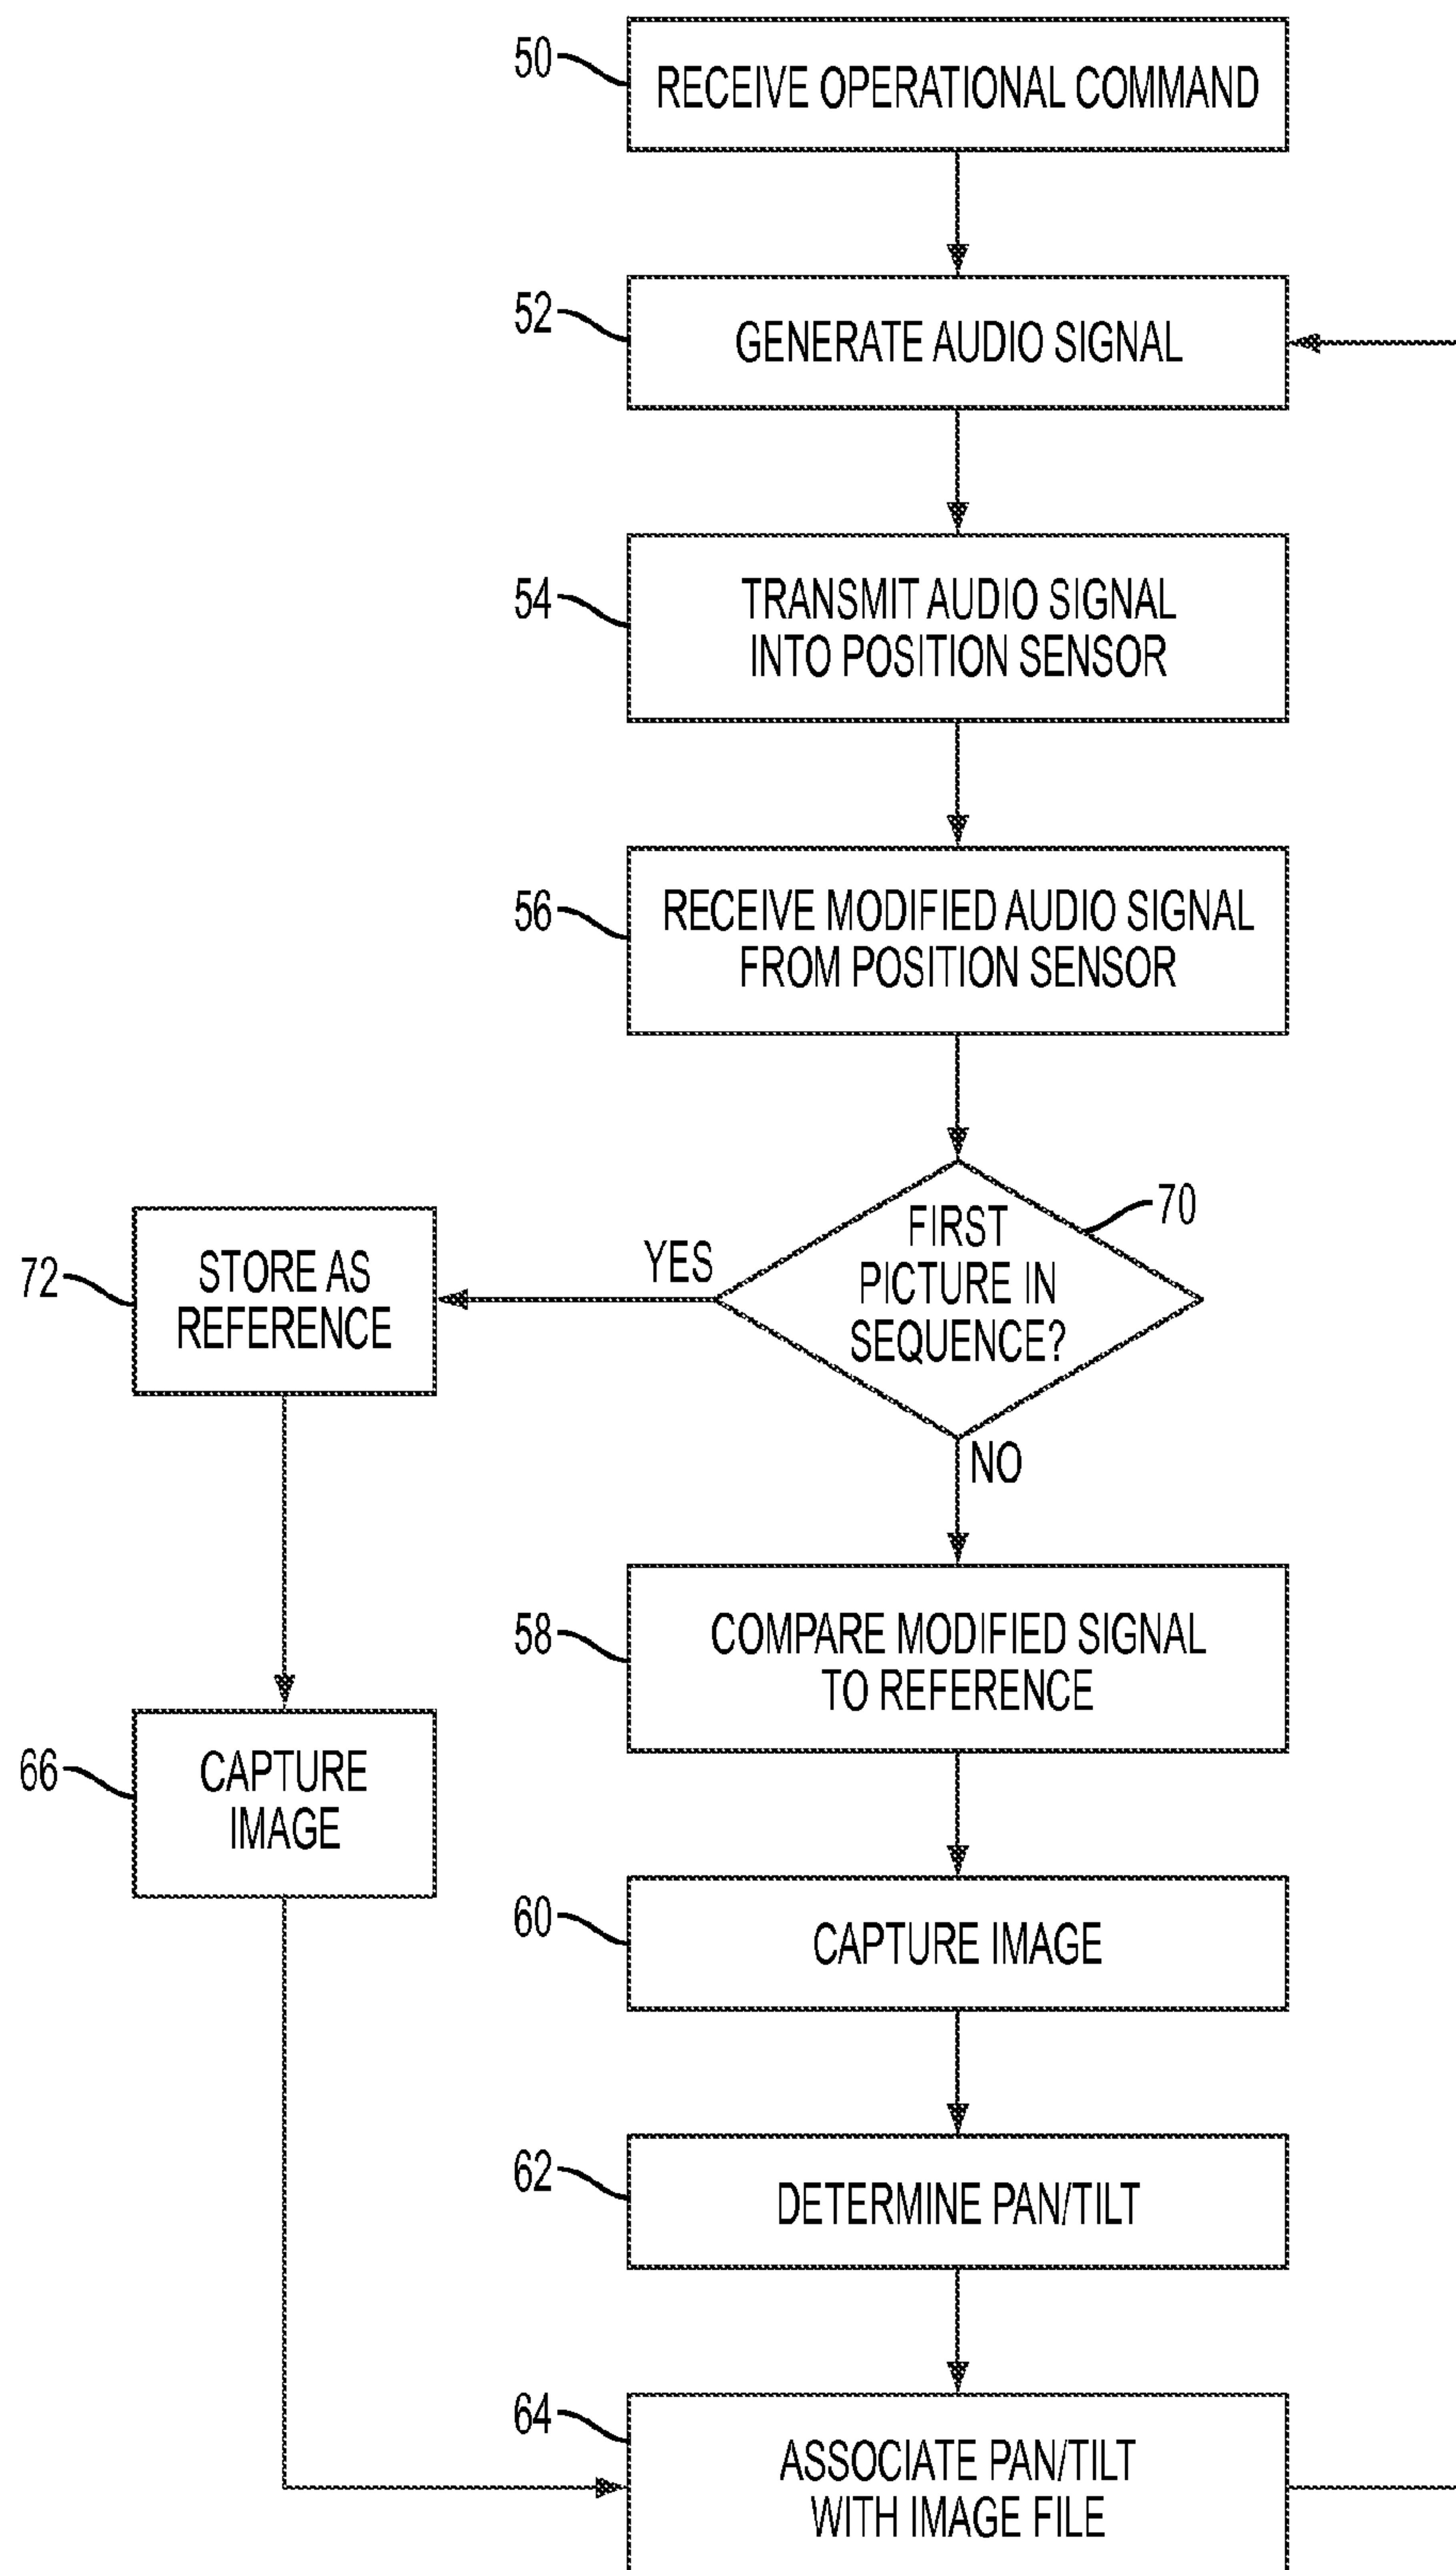 50
RECEIVE OPERATIONAL COMMAND
52
GENERATE AUDIO SIGNAL
54
TRANSMIT AUDIO SIGNAL
INTO POSITION SENSOR
56
RECEIVE MODIFIED AUDIO SIGNAL
FROM POSITION SENSOR
70
FIRST
PICTURE IN
SEQUENCE?
YES
72
STORE AS
REFERENCE
NO
58
COMPARE MODIFIED SIGNAL
TO REFERENCE
66
CAPTURE
IMAGE
60
CAPTURE IMAGE
62
DETERMINE PAN/TILT
64
ASSOCIATE PAN/TILT
WITH IMAGE FILE